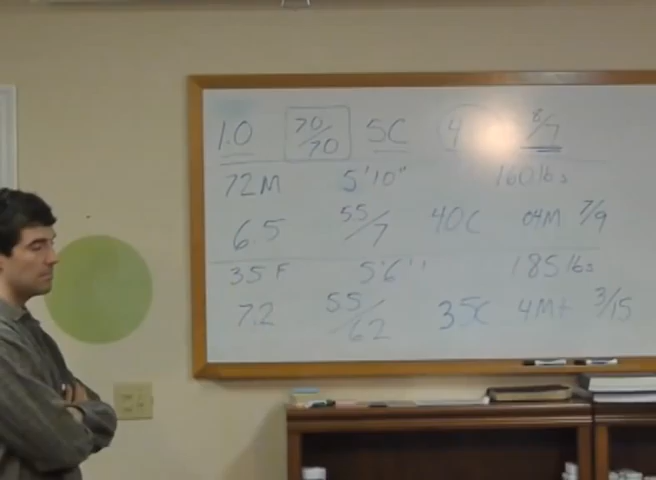 1.0 70/70 5C 4 8/7
72M 5'10" 160lbs
6.5 55/7 40C 04M 7/9
35F 5'6'' 185lbs
7.2 55/62 35C 4M+ 3/15